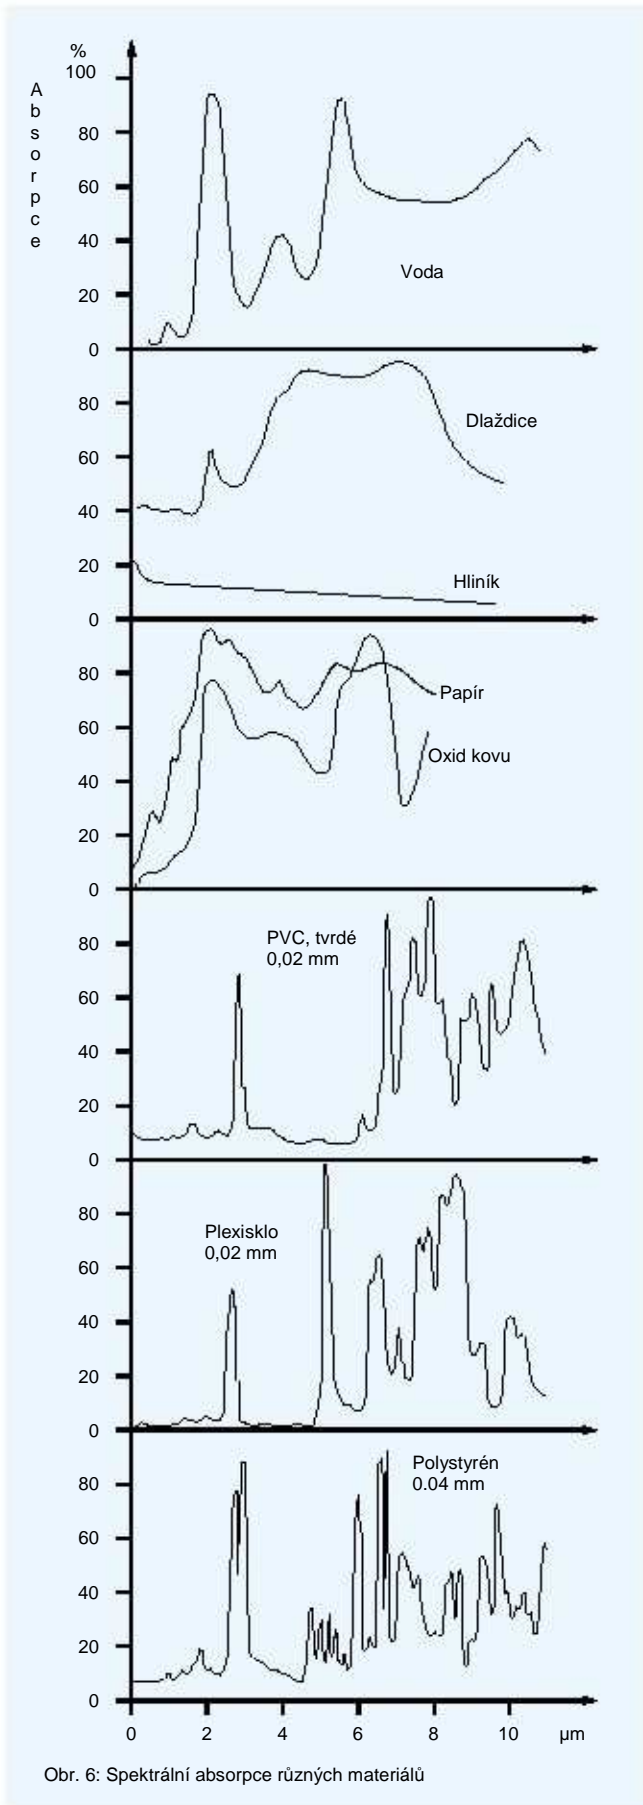 %
100
Absorpce
80
60
40
20
0
Voda
80
60
40
20
0
Dlaždice
Hliník
80
60
40
20
0
Papír
Oxid kovu
80
60
40
20
0
PVC, tvrdé
0,02 mm
80
60
40
20
0
Plexisklo
0,02 mm
80
60
40
20
0
Polystyrén
0.04 mm
0 2 4 6 8 10 µm
Obr. 6: Spektrální absorpce různých materiálů